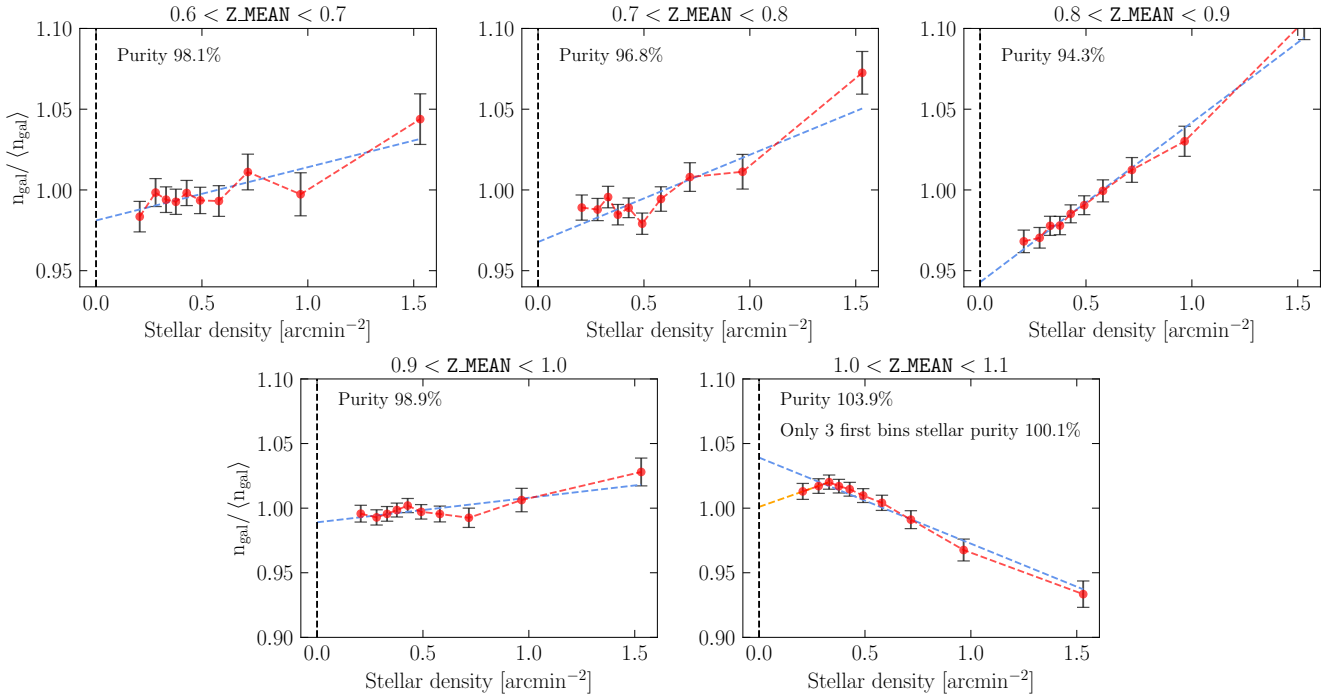 0.6 < Z_MEAN < 0.7
0.7 < Z_MEAN < 0.8
0.8 < Z_MEAN < 0.9
n_gal / ⟨n_gal⟩
1.10
1.05
1.00
0.95
Purity 98.1%
0.0 0.5 1.0 1.5
Stellar density [arcmin⁻²]
1.10
1.05
1.00
0.95
Purity 96.8%
0.0 0.5 1.0 1.5
Stellar density [arcmin⁻²]
1.10
1.05
1.00
0.95
Purity 94.3%
0.0 0.5 1.0 1.5
Stellar density [arcmin⁻²]
0.9 < Z_MEAN < 1.0
1.0 < Z_MEAN < 1.1
n_gal / ⟨n_gal⟩
1.10
1.05
1.00
0.95
0.90
Purity 98.9%
0.0 0.5 1.0 1.5
Stellar density [arcmin⁻²]
1.10
1.05
1.00
0.95
0.90
Purity 103.9%
Only 3 first bins stellar purity 100.1%
0.0 0.5 1.0 1.5
Stellar density [arcmin⁻²]